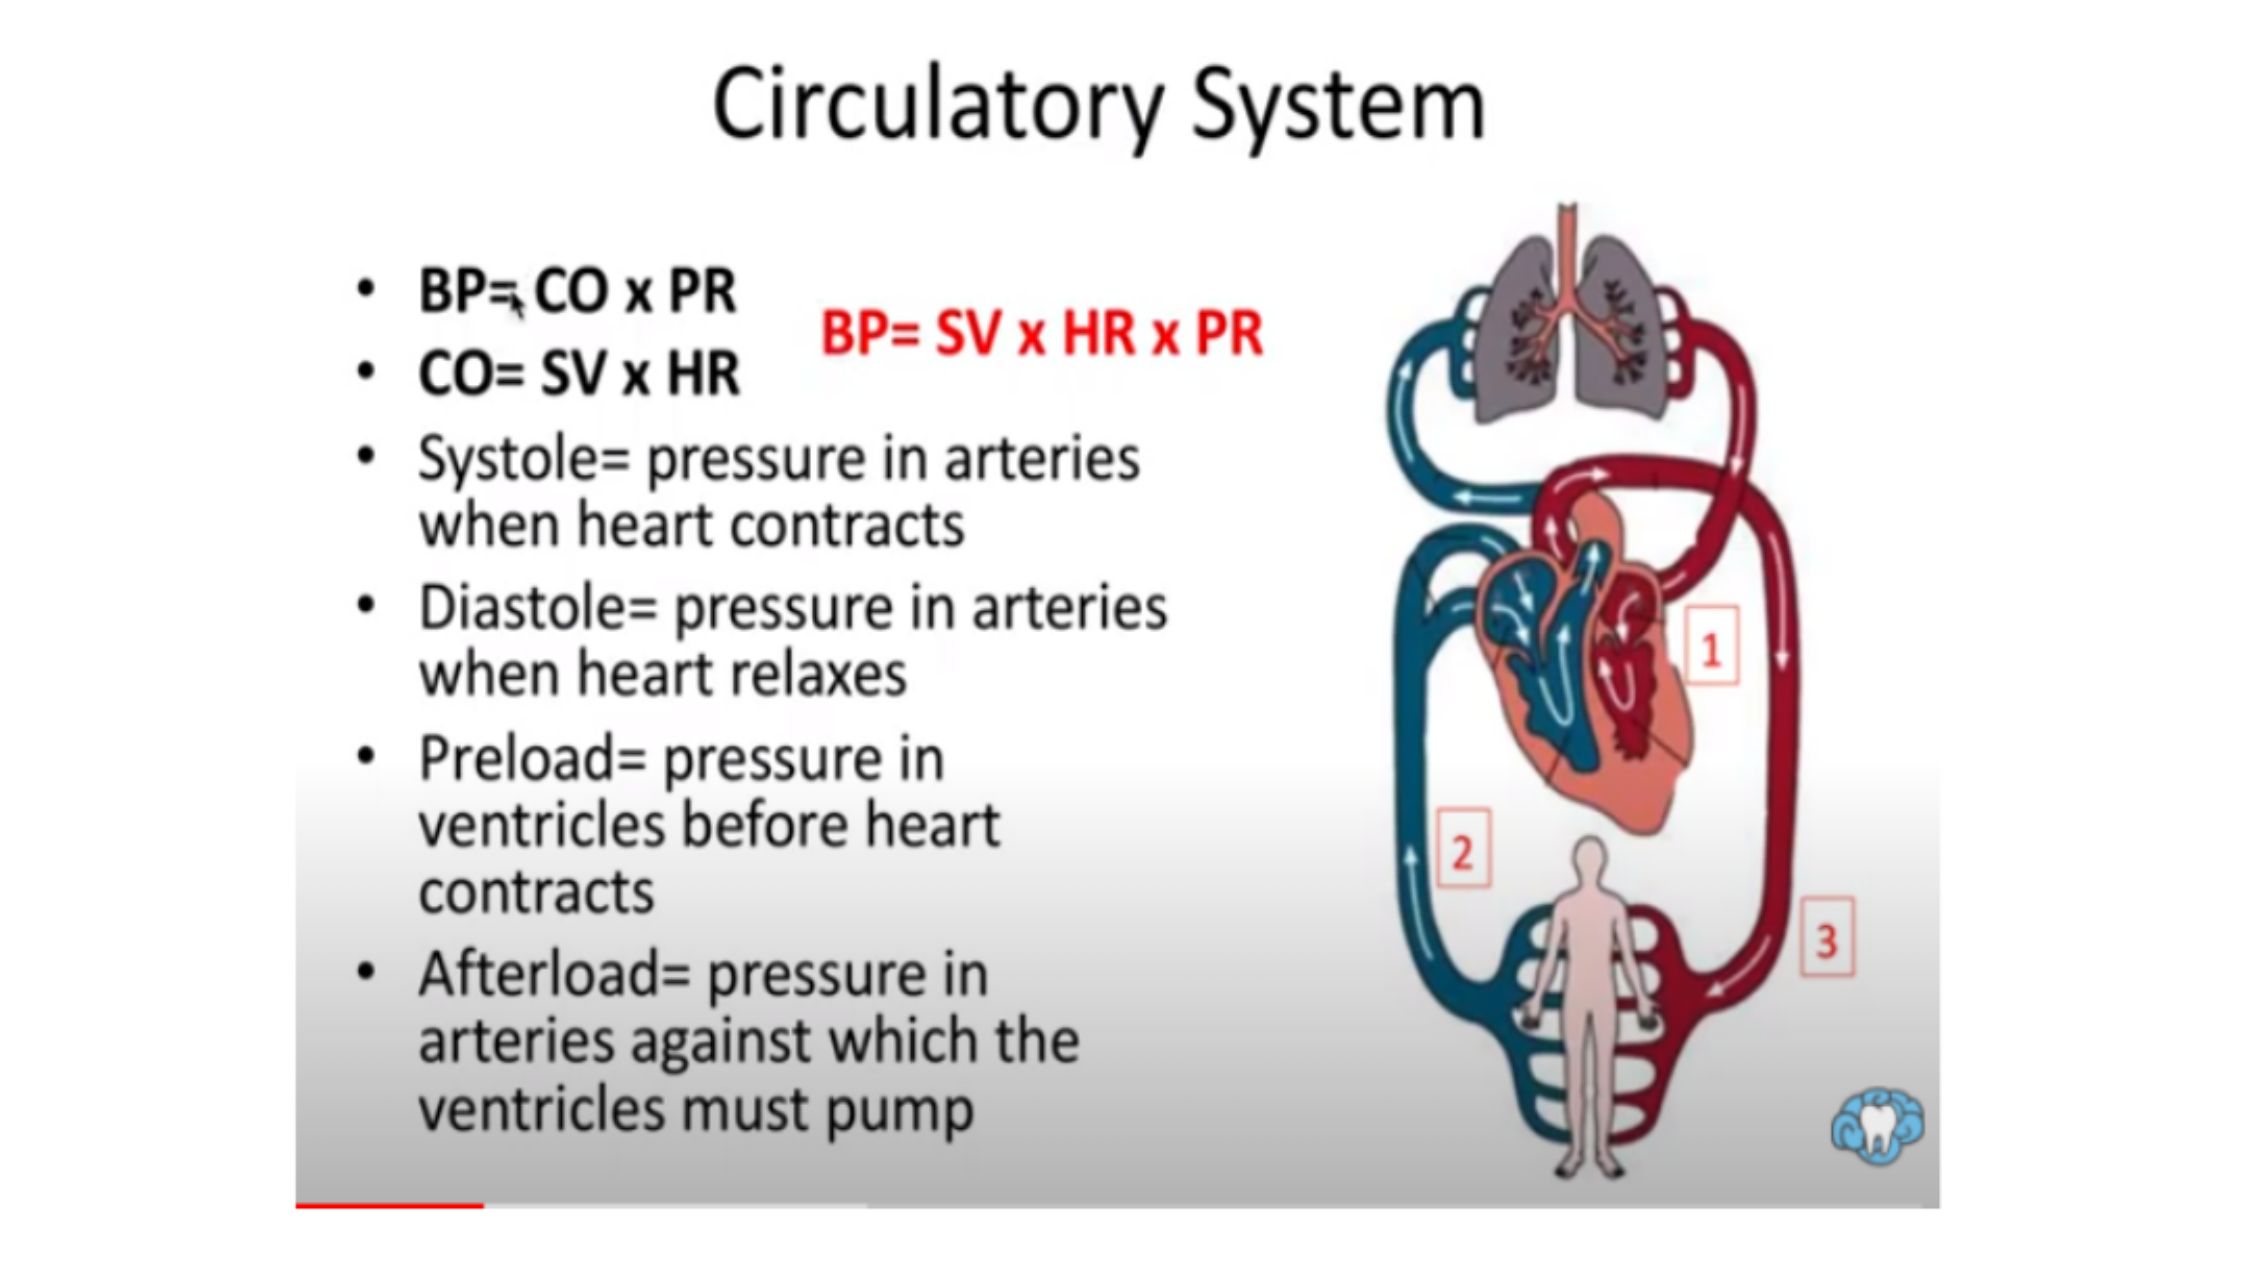 Circulatory System
• BP= CO x PR
• CO= SV x HR
BP= SV x HR x PR
• Systole= pressure in arteries
when heart contracts
• Diastole= pressure in arteries
when heart relaxes
• Preload= pressure in
ventricles before heart
contracts
• Afterload= pressure in
arteries against which the
ventricles must pump
1
2
3